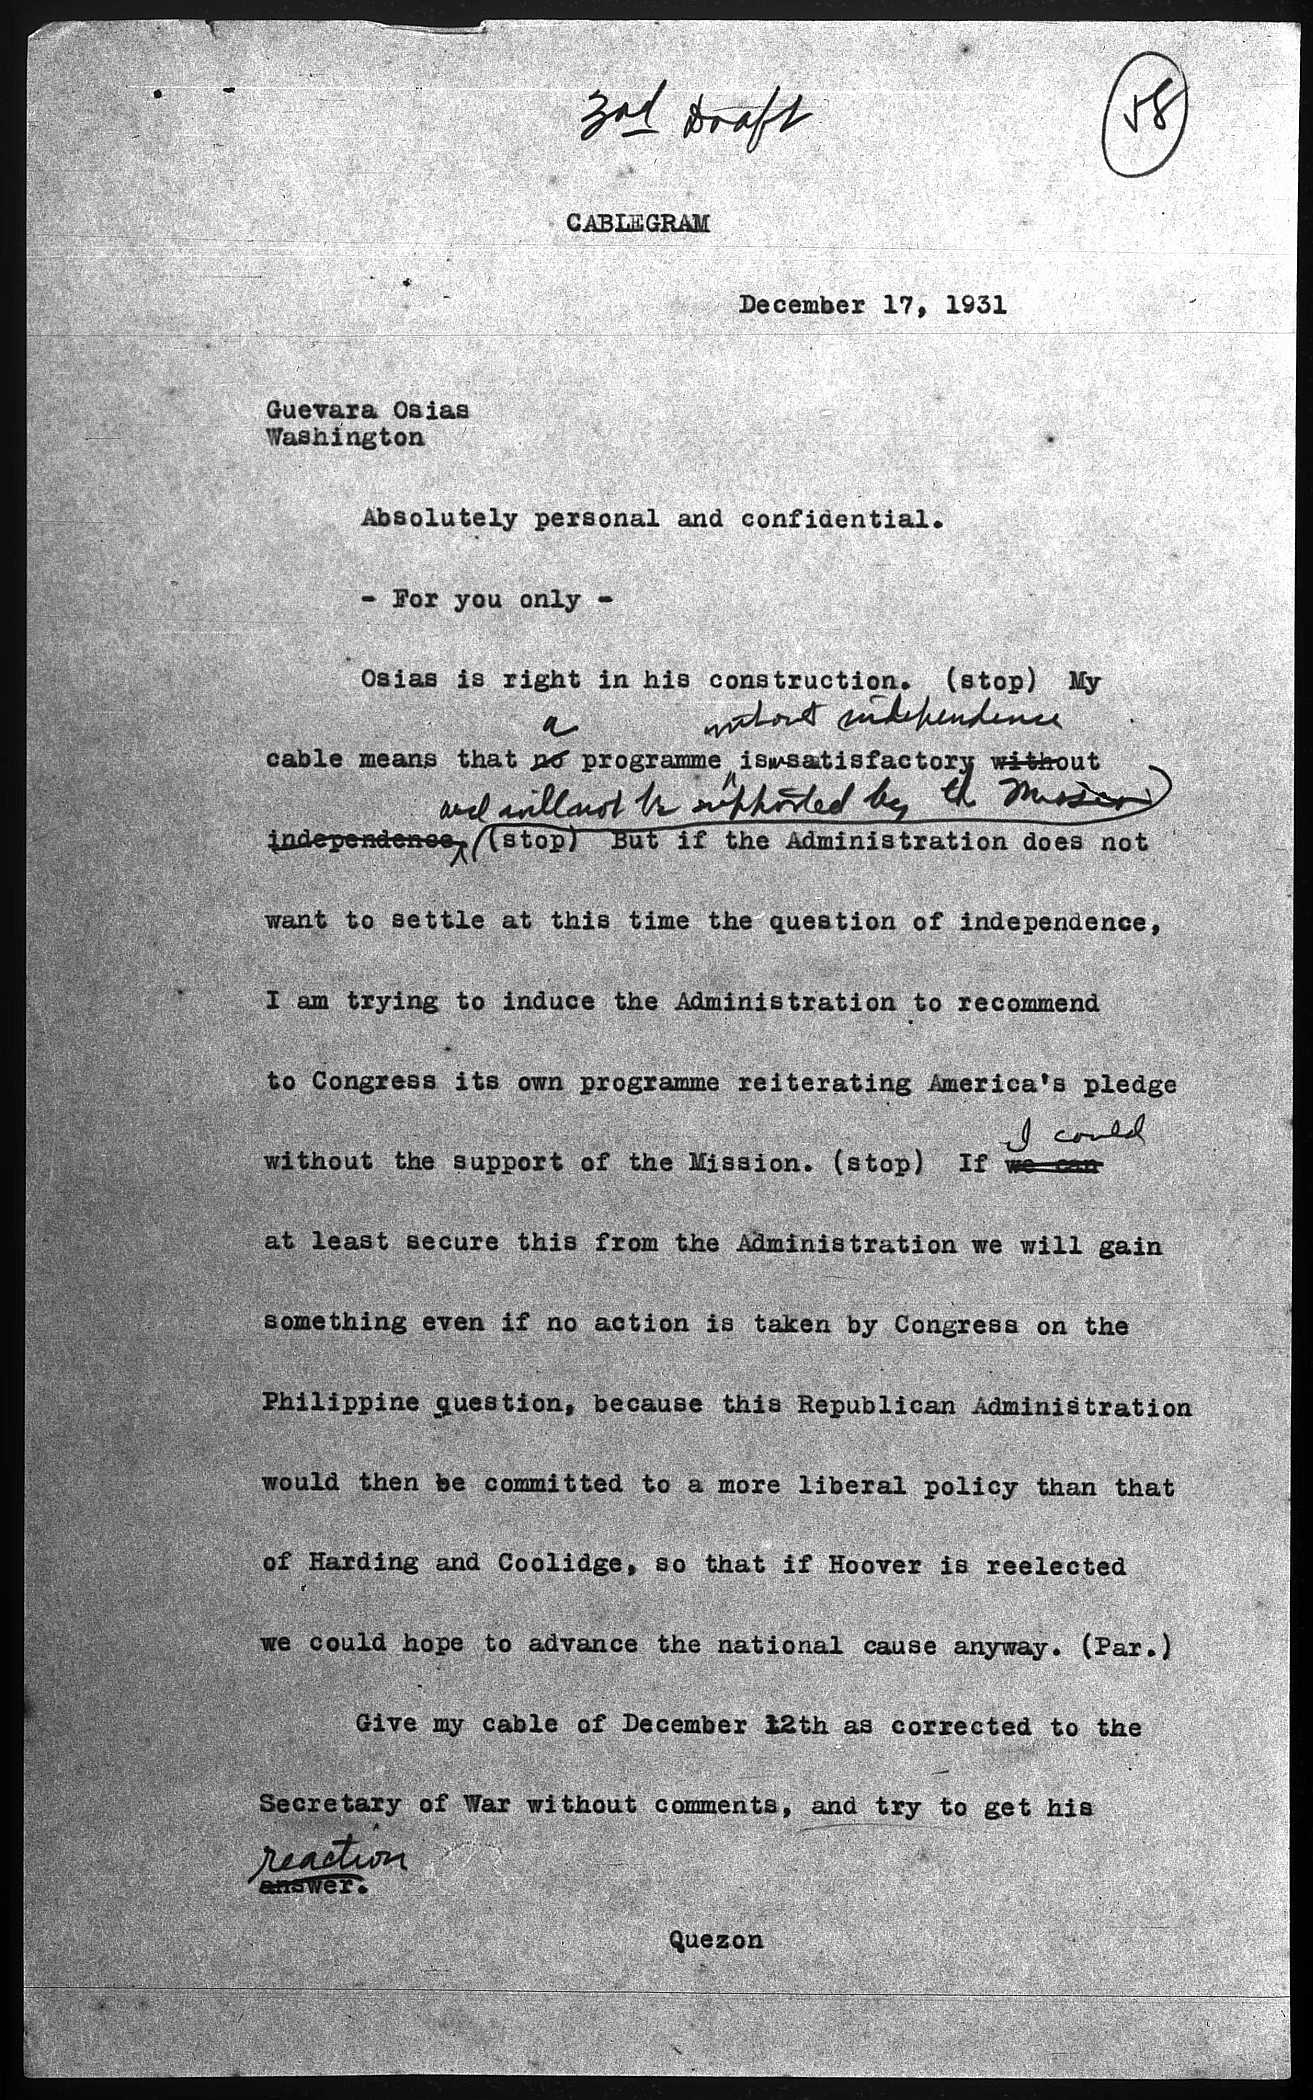 3rd Draft
58
CABLEGRAM
December 17, 1931
Guevara Osias
Washington
Absolutely personal and confidential.
- For you only -
Osias is right in his construction. (stop) My
a without independence
cable means that no programme is unsatisfactory without
and will not be supported by the Mission
independence, (stop) But if the Administration does not
want to settle at this time the question of independence,
I am trying to induce the Administration to recommend
to Congress its own programme reiterating America's pledge
I could
without the support of the Mission. (stop) If we can
at least secure this from the Administration we will gain
something even if no action is taken by Congress on the
Philippine question, because this Republican Administration
would then be committed to a more liberal policy than that
of Harding and Coolidge, so that if Hoover is reelected
we could hope to advance the national cause anyway. (Par.)
Give my cable of December 12th as corrected to the
Secretary of War without comments, and try to get his
reaction
answer.
Quezon